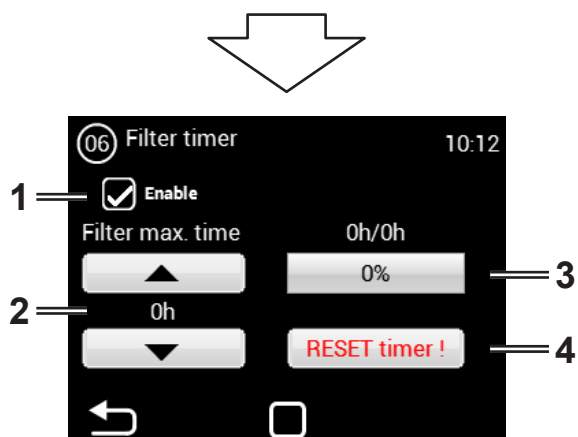 06 Filter timer 10:12
1 Enable
Filter max. time 0h/0h
0% 3
2 0h
RESET timer ! 4